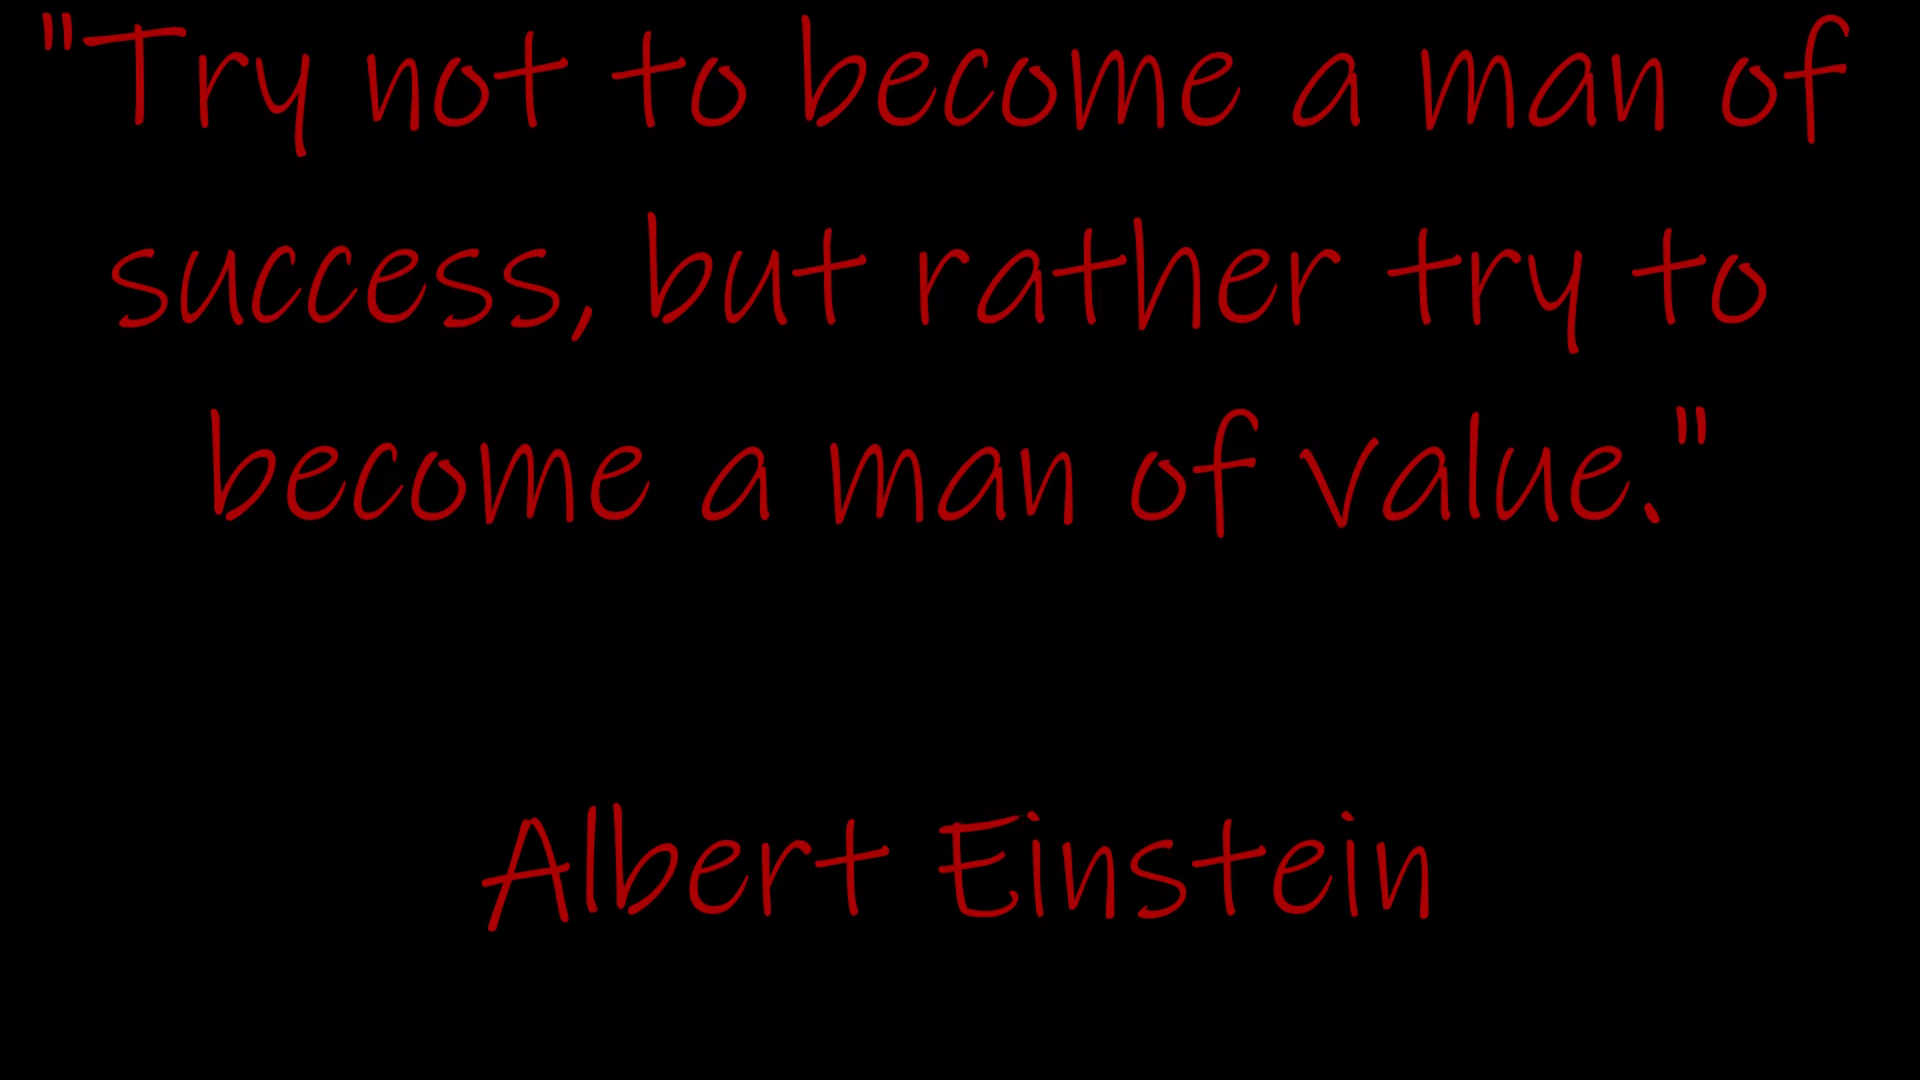 "Try not to become a man of
success, but rather try to
become a man of value."
Albert Einstein